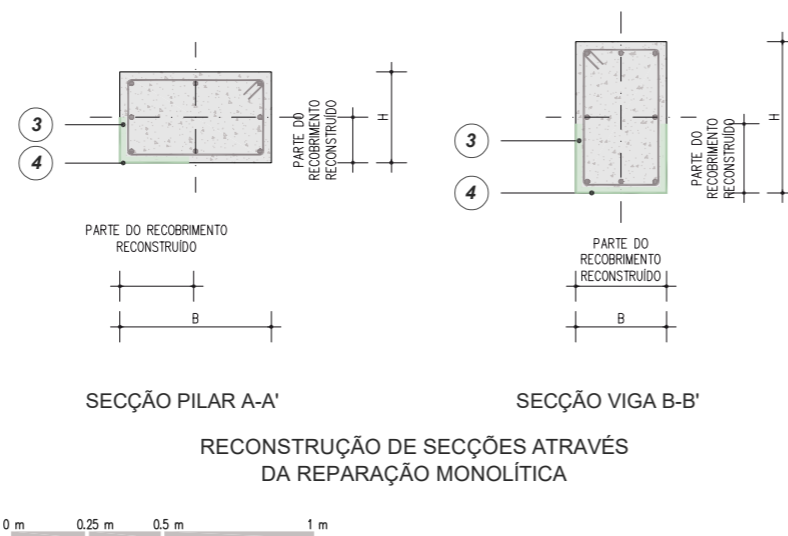 3
4
PARTE DO
RECOBRIMENTO
RECONSTRUÍDO
H
PARTE DO RECOBRIMENTO
RECONSTRUÍDO
B
SECÇÃO PILAR A-A'
3
4
PARTE DO
RECOBRIMENTO
RECONSTRUÍDO
H
PARTE DO
RECOBRIMENTO
RECONSTRUÍDO
B
SECÇÃO VIGA B-B'
RECONSTRUÇÃO DE SECÇÕES ATRAVÉS
DA REPARAÇÃO MONOLÍTICA
0 m 0.25 m 0.5 m 1 m